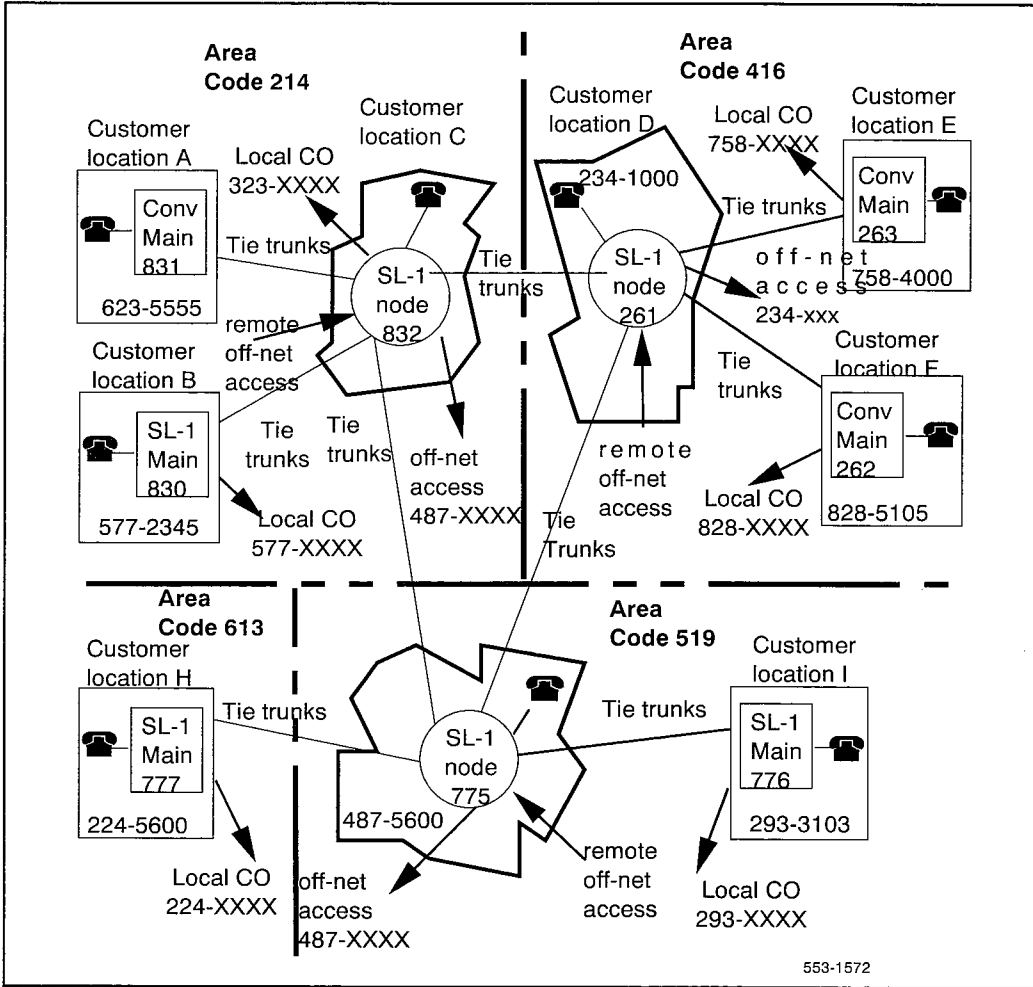 Area
Code 214
Customer
location A
Conv
Main
831
623-5555
Tie trunks
Local CO
323-XXXX
Customer
location C
SL-1
node
832
remote
off-net
access
Customer
location B
SL-1
Main
830
577-2345
Tie
trunks
Local CO
577-XXXX
Tie
trunks
off-net
access
487-XXXX
Tie
trunks
Area
Code 416
Customer
location D
234-1000
SL-1
node
261
Local CO
758-XXXX
Customer
location E
Conv
Main
263
758-4000
Tie trunks
off-net
access
234-xxx
Tie
trunks
Customer
location F
Conv
Main
262
828-5105
Local CO
828-XXXX
remote
off-net
access
Tie
Trunks
Area
Code 613
Customer
location H
SL-1
Main
777
224-5600
Tie trunks
Local CO
224-XXXX
Area
Code 519
SL-1
node
775
487-5600
off-net
access
487-XXXX
remote
off-net
access
Tie trunks
Customer
location I
SL-1
Main
776
293-3103
Local CO
293-XXXX
553-1572